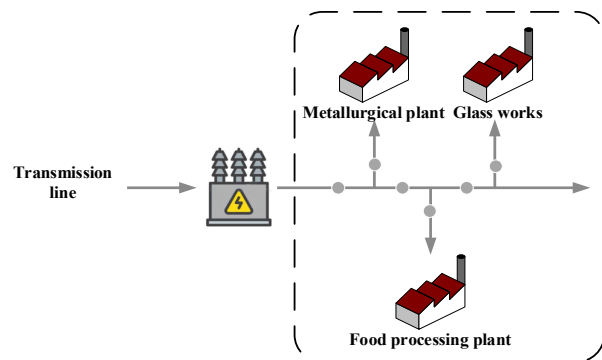 Metallurgical plant
Glass works
Transmission
line
Food processing plant